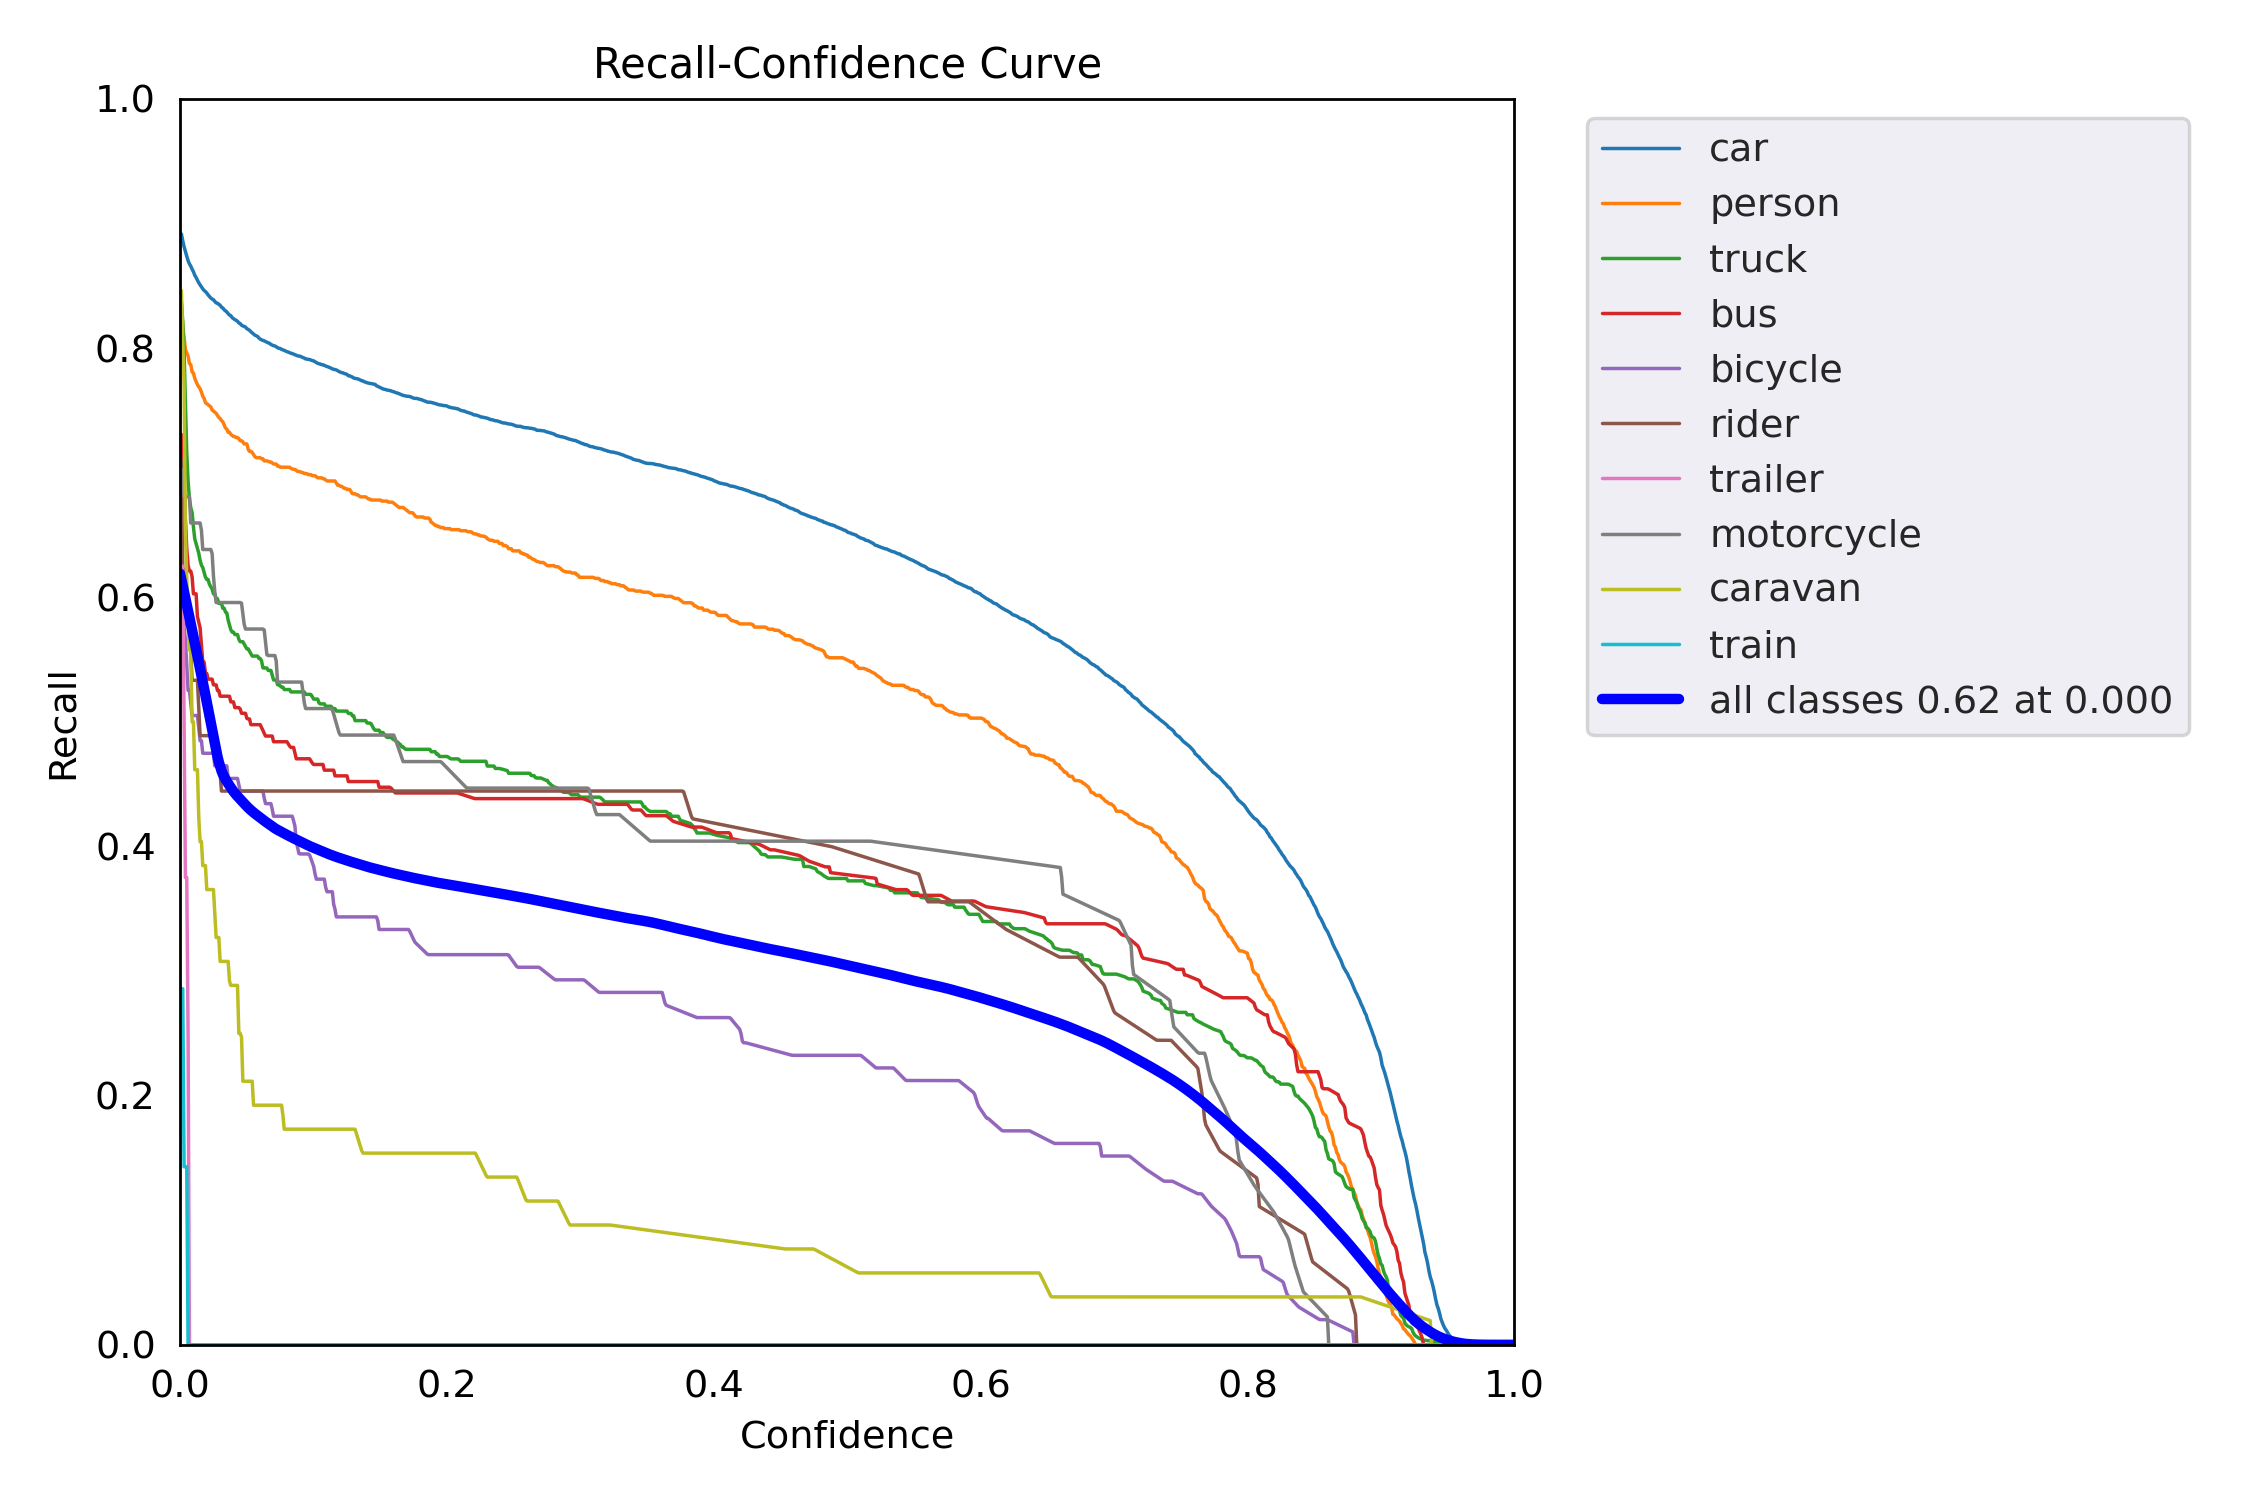 Recall-Confidence Curve
1.0
0.8
0.6
0.4
0.2
0.0
Recall
0.0 0.2 0.4 0.6 0.8 1.0
Confidence
car
person
truck
bus
bicycle
rider
trailer
motorcycle
caravan
train
all classes 0.62 at 0.000